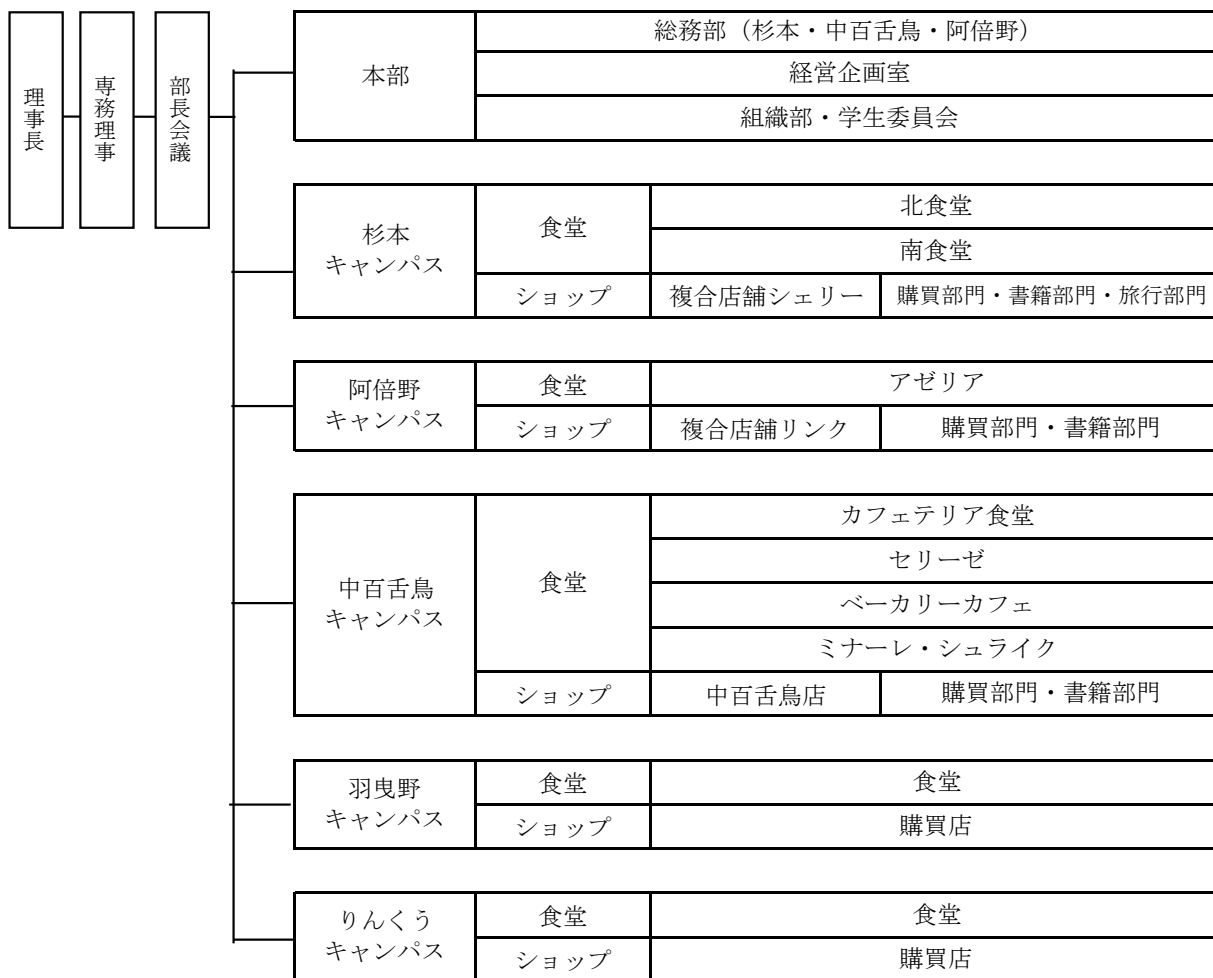 理事長
専務理事
部長会議
本部
総務部（杉本・中百舌鳥・阿倍野）
経営企画室
組織部・学生委員会
杉本
キャンパス
食堂
北食堂
南食堂
ショップ
複合店舗シェリー
購買部門・書籍部門・旅行部門
阿倍野
キャンパス
食堂
アゼリア
ショップ
複合店舗リンク
購買部門・書籍部門
中百舌鳥
キャンパス
食堂
カフェテリア食堂
セリーゼ
ベーカリーカフェ
ミナーレ・シュライク
ショップ
中百舌鳥店
購買部門・書籍部門
羽曳野
キャンパス
食堂
食堂
ショップ
購買店
りんくう
キャンパス
食堂
食堂
ショップ
購買店